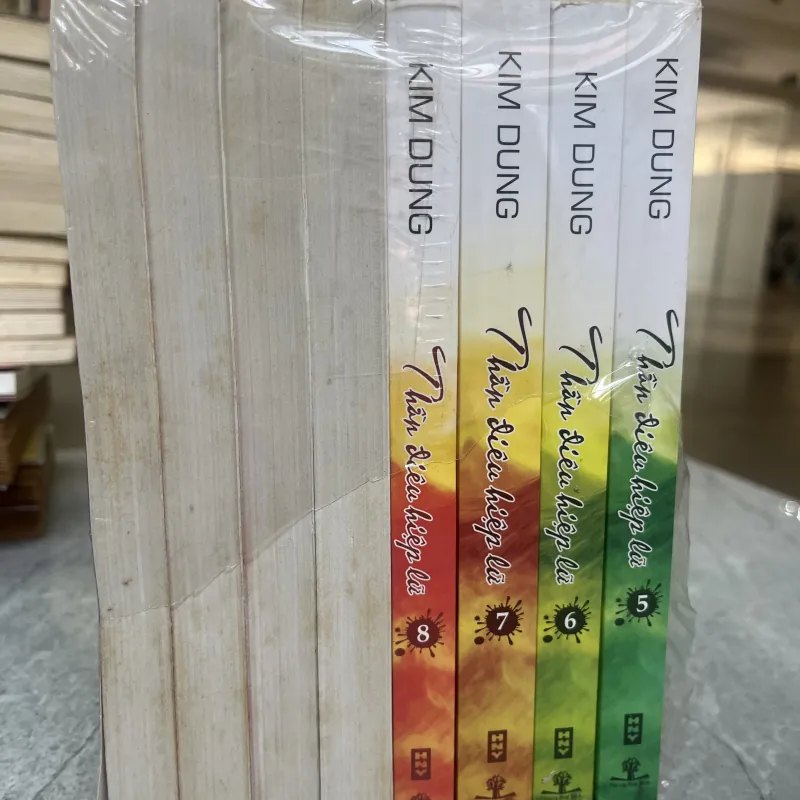 KIM DUNG
Thần điêu hiệp lữ
8
KIM DUNG
Thần điêu hiệp lữ
7
KIM DUNG
Thần điêu hiệp lữ
6
KIM DUNG
Thần điêu hiệp lữ
5